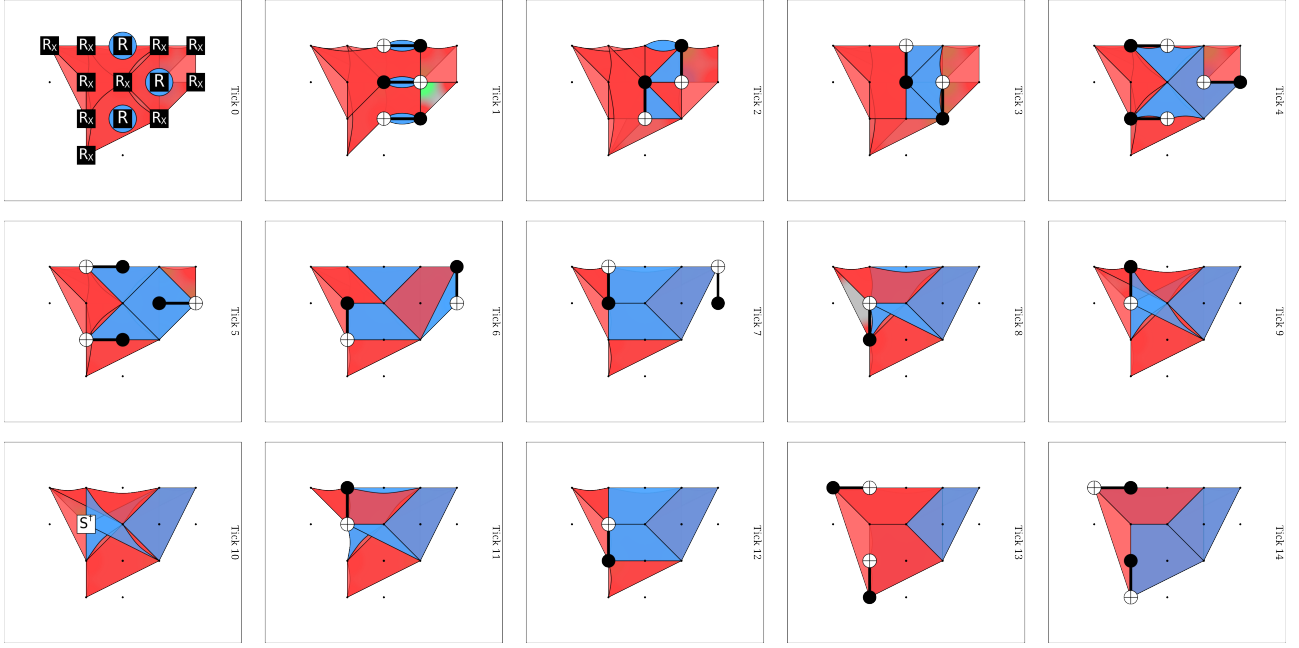 Rx Rx R Rx Rx
Rx Rx R Rx
Rx R Rx
Rx
Tick 0
Tick 1
Tick 2
Tick 3
Tick 4
Tick 5
Tick 6
Tick 7
Tick 8
Tick 9
S†
Tick 10
Tick 11
Tick 12
Tick 13
Tick 14